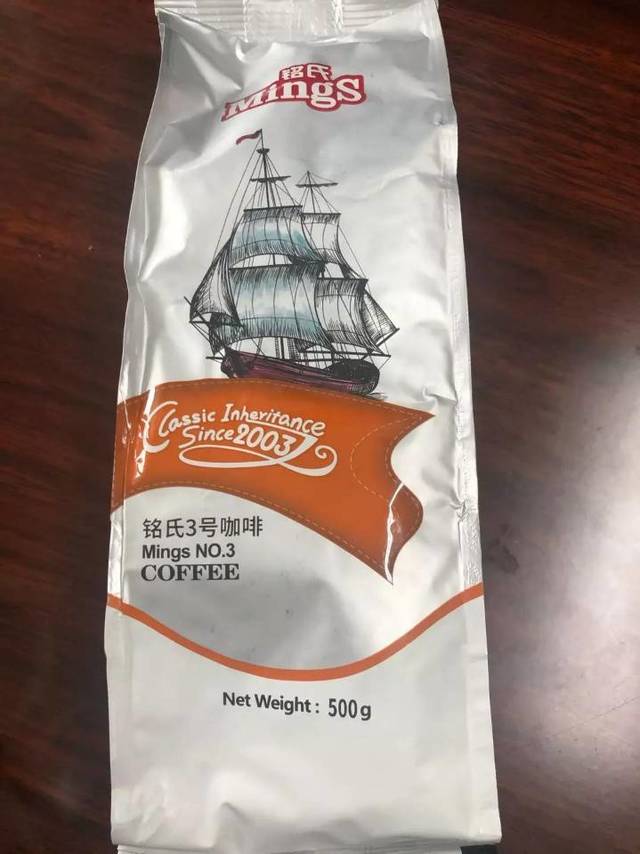 铭氏
MingS
Classic Inheritance
Since 2003
铭氏3号咖啡
Mings NO.3
COFFEE
Net Weight: 500g